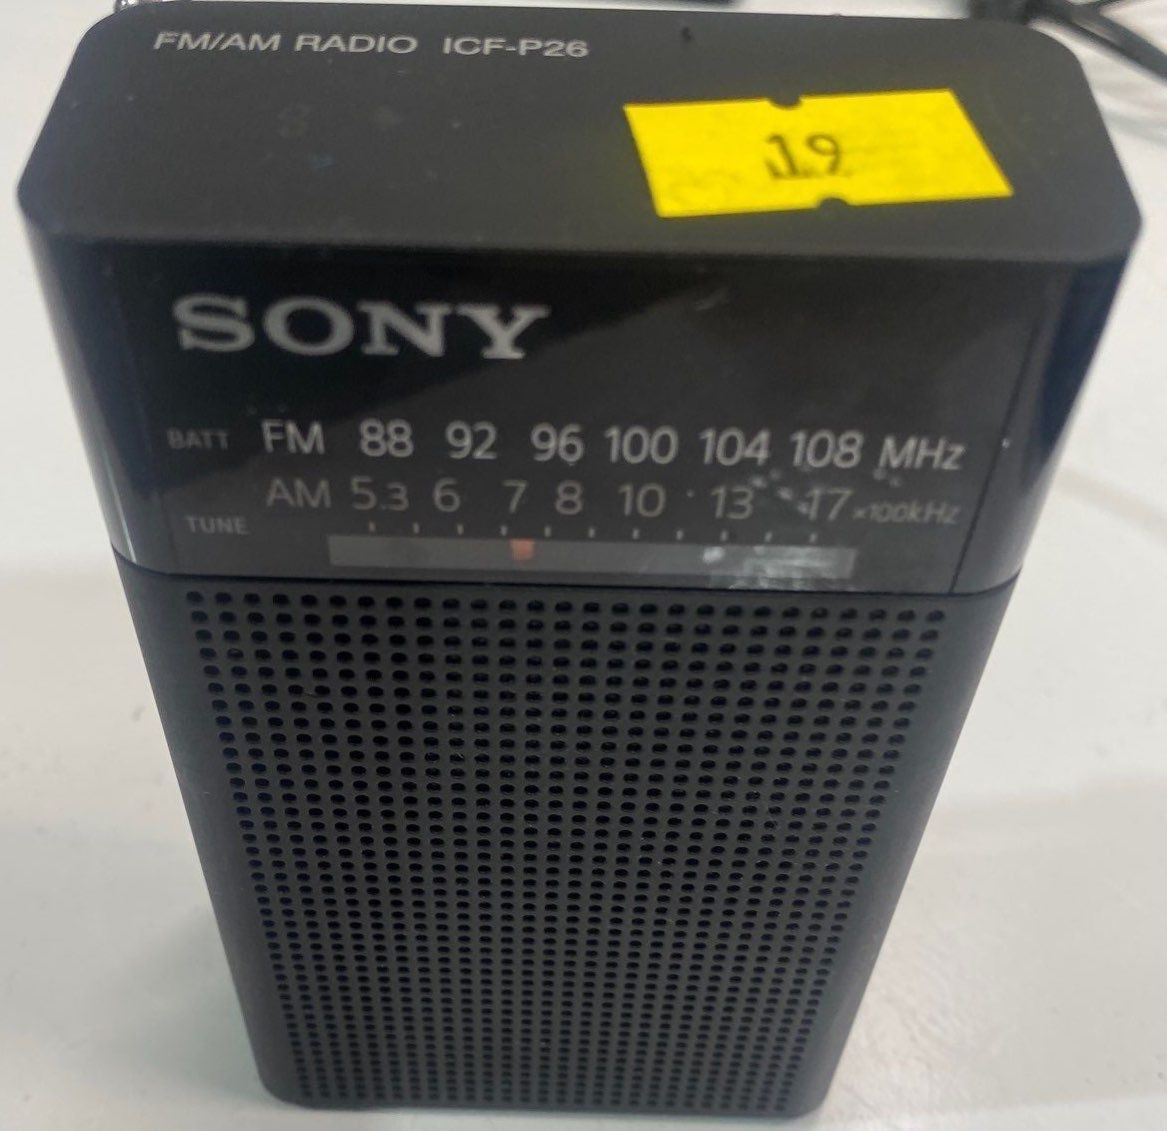 FM/AM RADIO ICF-P26
19
SONY
BATT FM 88 92 96 100 104 108 MHz
AM 5.3 6 7 8 10 13 17 ×100kHz
TUNE